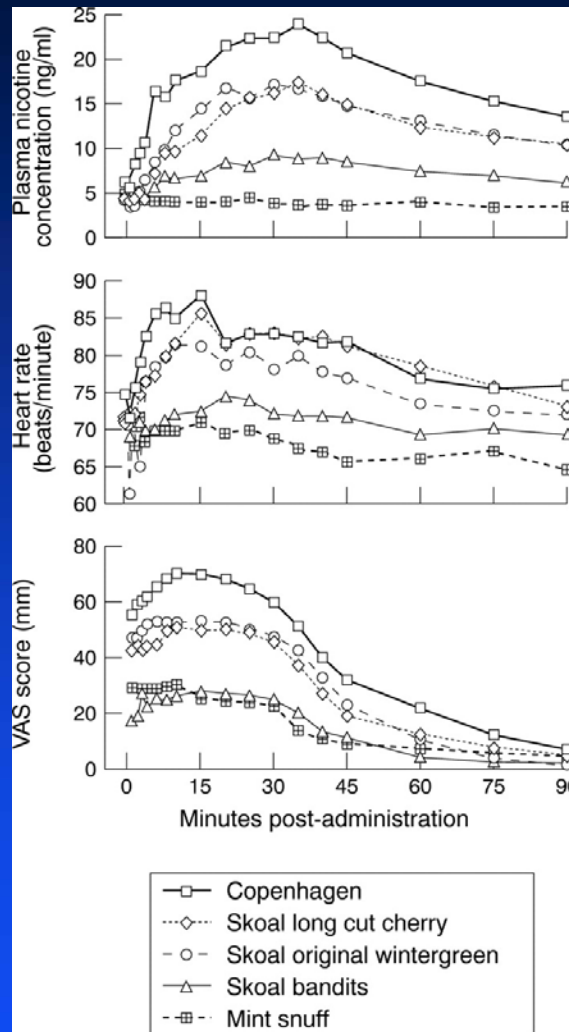 Plasma nicotine
concentration (ng/ml)
25
20
15
10
5
0
Heart rate
(beats/minute)
90
85
80
75
70
65
60
VAS score (mm)
80
60
40
20
0
0 15 30 45 60 75 90
Minutes post-administration
Copenhagen
Skoal long cut cherry
Skoal original wintergreen
Skoal bandits
Mint snuff